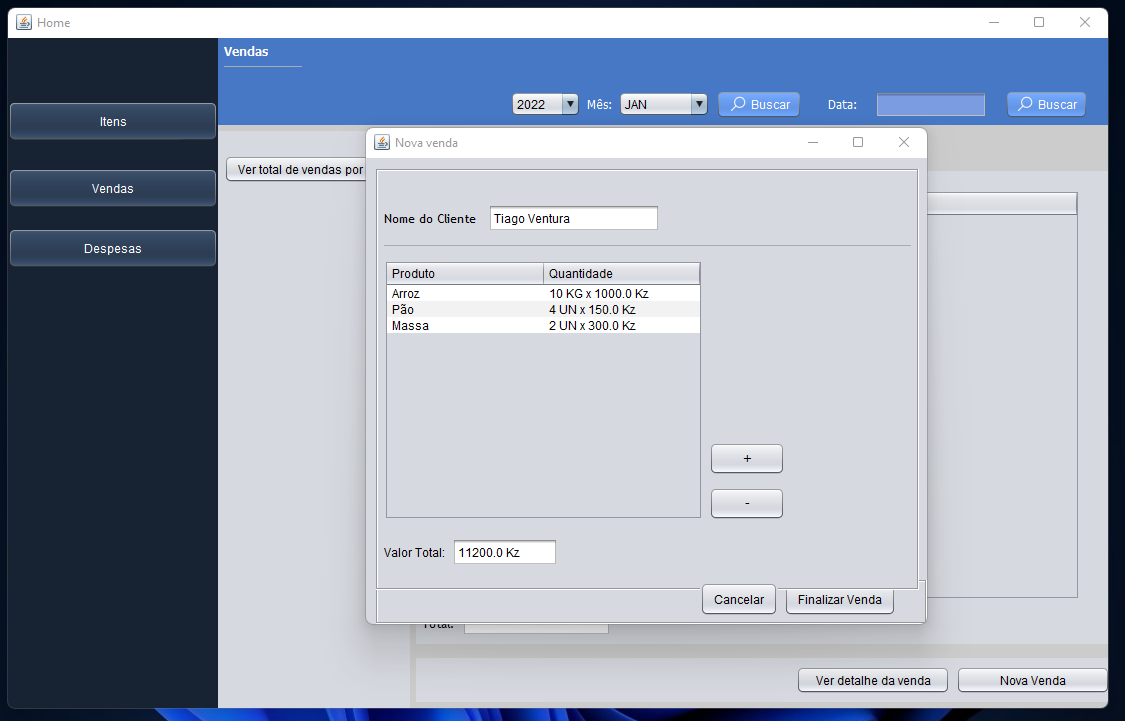 Home
Vendas
Itens
Vendas
Despesas
2022 Mês: JAN Buscar Data: Buscar
Ver total de vendas por
Nova venda
Nome do Cliente Tiago Ventura
Produto Quantidade
Arroz 10 KG x 1000.0 Kz
Pão 4 UN x 150.0 Kz
Massa 2 UN x 300.0 Kz
+
-
Valor Total: 11200.0 Kz
Cancelar Finalizar Venda
Total:
Ver detalhe da venda Nova Venda